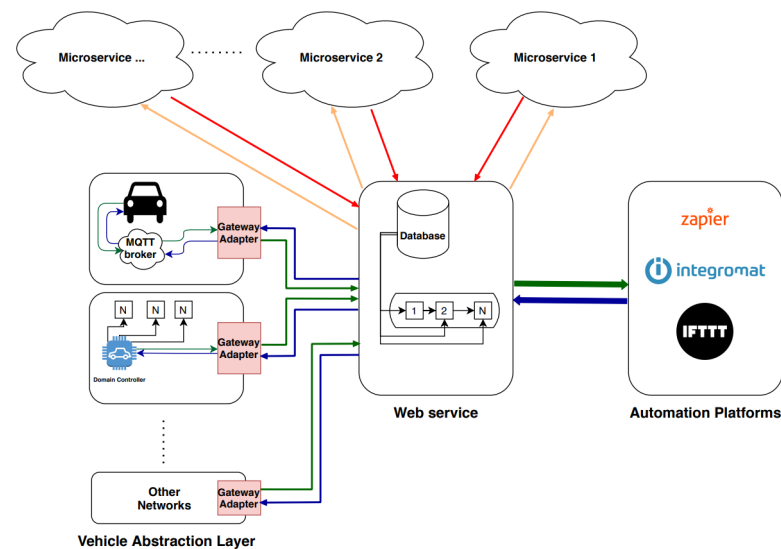 Microservice ...
Microservice 2
Microservice 1
MQTT
broker
Gateway
Adapter
Database
1
2
N
zapier
integromat
IFTTT
N
N
N
Domain Controller
Gateway
Adapter
Web service
Automation Platforms
Other
Networks
Gateway
Adapter
Vehicle Abstraction Layer